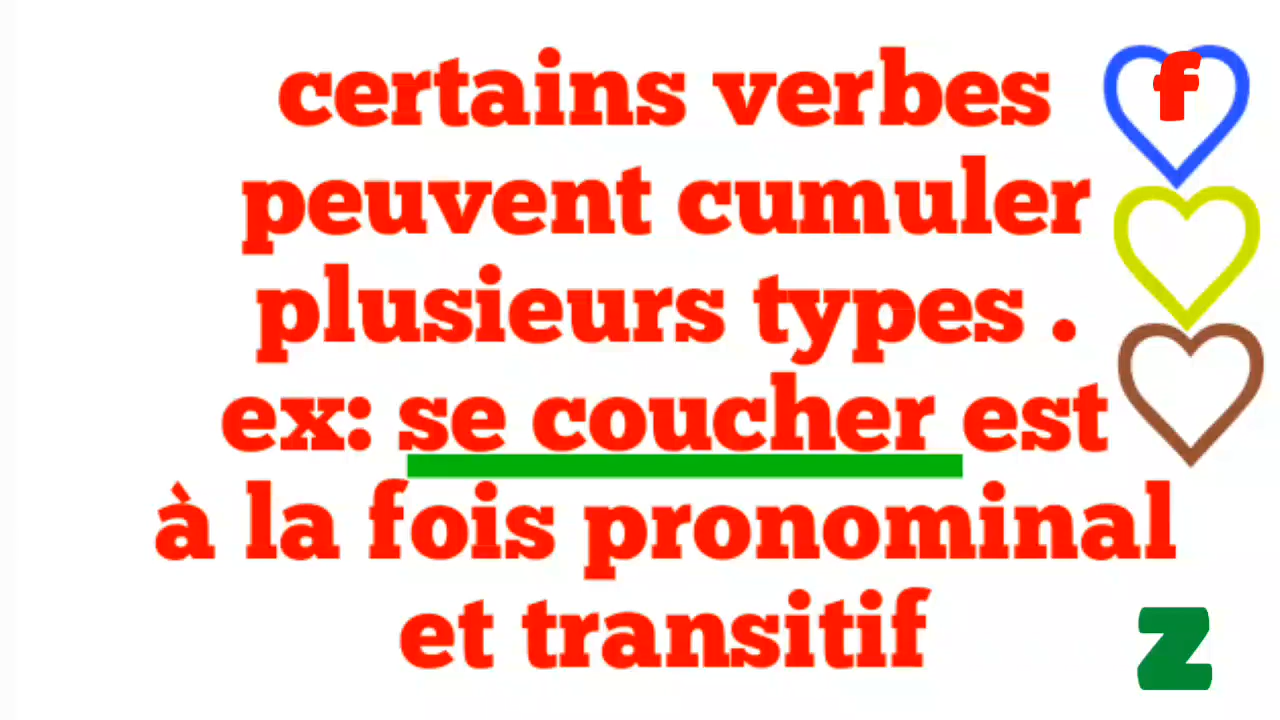 certains verbes
f
peuvent cumuler
plusieurs types .
ex: se coucher est
à la fois pronominal
et transitif
z